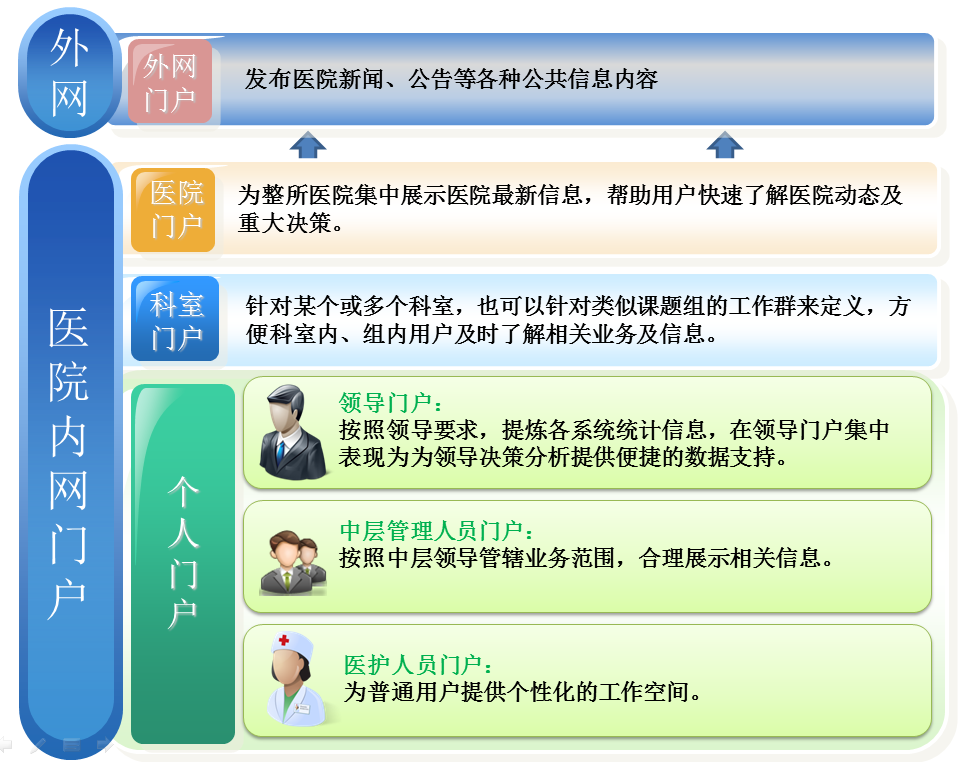 外网
外网
门户
发布医院新闻、公告等各种公共信息内容
医院内网门户
医院
门户
为整所医院集中展示医院最新信息，帮助用户快速了解医院动态及
重大决策。
科室
门户
针对某个或多个科室，也可以针对类似课题组的工作群来定义，方
便科室内、组内用户及时了解相关业务及信息。
个人门户
领导门户：
按照领导要求，提炼各系统统计信息，在领导门户集中
表现为为领导决策分析提供便捷的数据支持。
中层管理人员门户：
按照中层领导管辖业务范围，合理展示相关信息。
医护人员门户：
为普通用户提供个性化的工作空间。